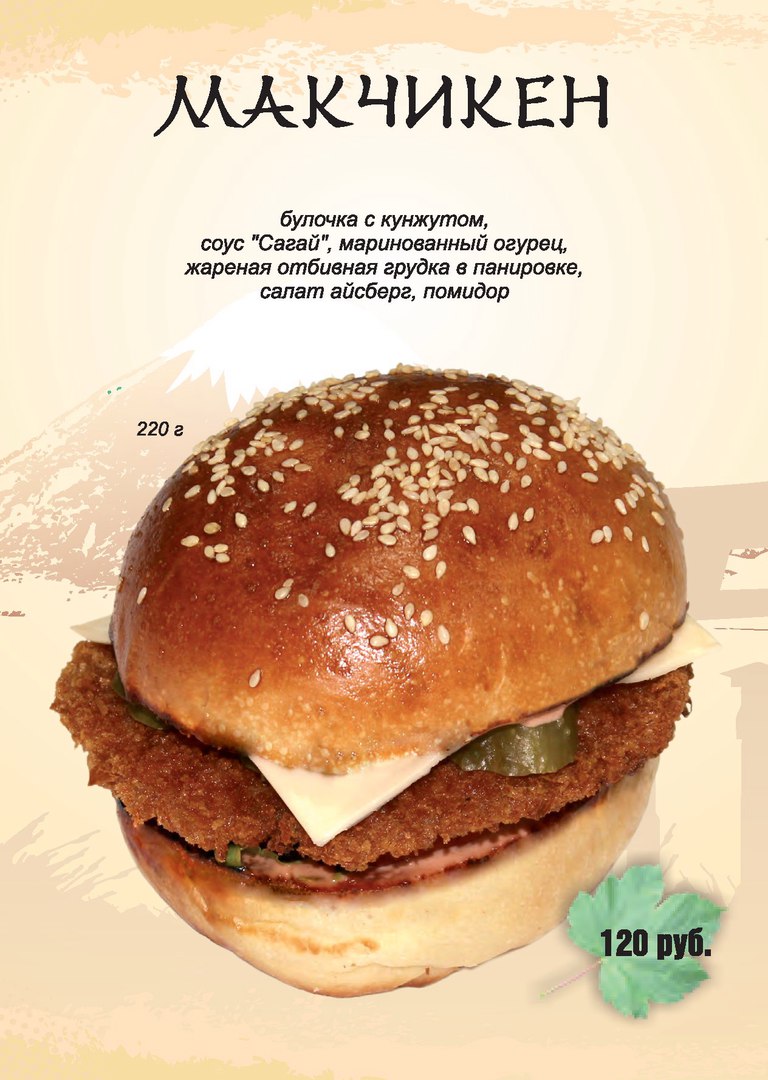 МАКЧИКЕН
булочка с кунжутом,
соус "Сагай", маринованный огурец,
жареная отбивная грудка в панировке,
салат айсберг, помидор
220 г
120 руб.